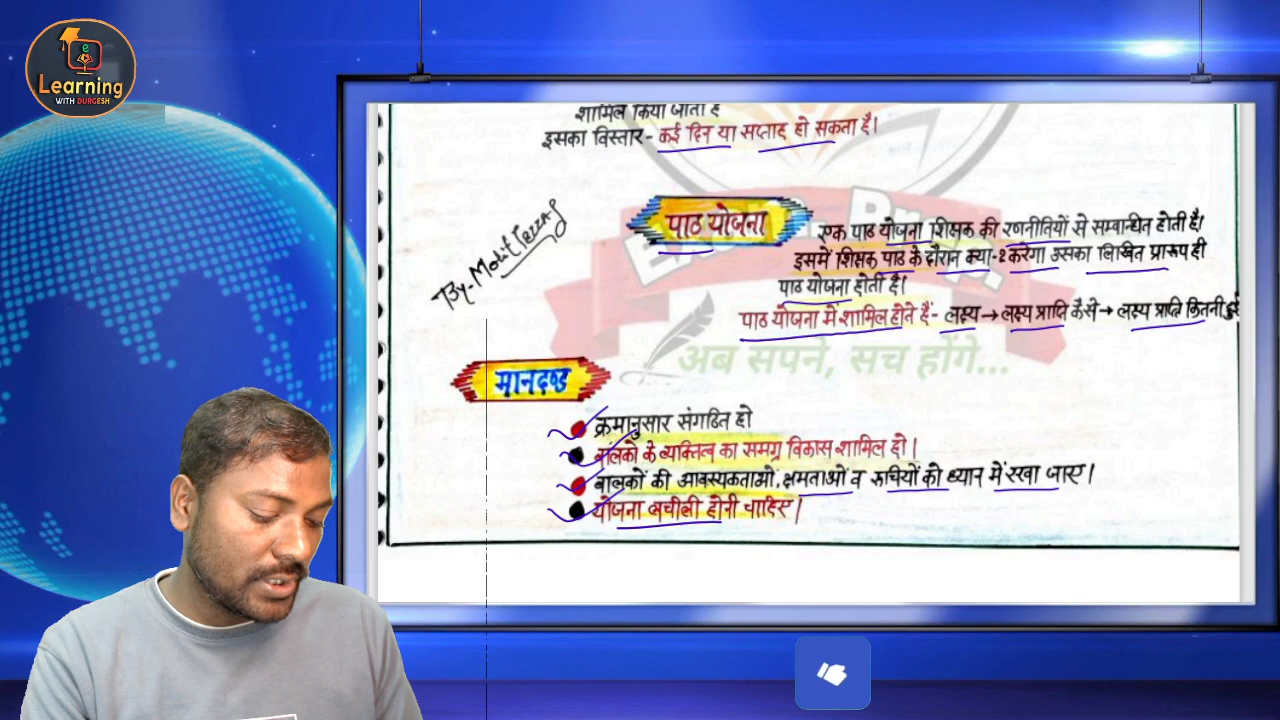 e
Learning
WITH DURGESH
शामिल किया जाता है
इसका विस्तार - कई दिन या सप्ताह हो सकता है।
पाठ योजना
एक पाठ योजना शिक्षक की रणनीतियों से सम्बन्धित होती है।
इसमें शिक्षक पाठ के दौरान क्या-2 करेगा उसका लिखित प्रारूप ही
पाठ योजना होती है।
By- Mohit
पाठ योजना में शामिल होते हैं - लक्ष्य → लक्ष्य प्राप्ति कैसे → लक्ष्य प्राप्ति कितनी हुई
अब सपने, सच होंगे...
मानदण्ड
क्रमानुसार संगठित हो
बालकों के व्यक्तित्व का समग्र विकास शामिल हो।
बालकों की आवश्यकताओं, क्षमताओं व रुचियों को ध्यान में रखा जाए।
योजना लचीली होनी चाहिए।